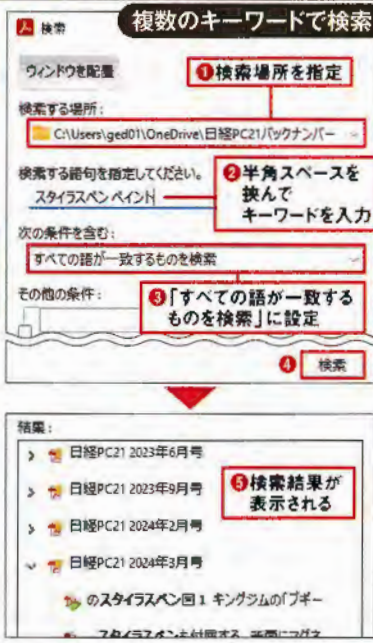 複数のキーワードで検索
検索
ウィンドウを配置
❶検索場所を指定
検索する場所:
C:\Users\ged01\OneDrive\日経PC21バックナンバー
検索する語句を指定してください。
❷半角スペースを
挟んで
キーワードを入力
スタイラスペン ペイント
次の条件を含む:
すべての語が一致するものを検索
その他の条件:
❸「すべての語が一致する
ものを検索」に設定
❹ 検索
結果:
日経PC21 2023年6月号
日経PC21 2023年9月号
❺検索結果が
表示される
日経PC21 2024年2月号
日経PC21 2024年3月号
のスタイラスペン図1 キングジムの「ブギー
スタイラスペンも付属する